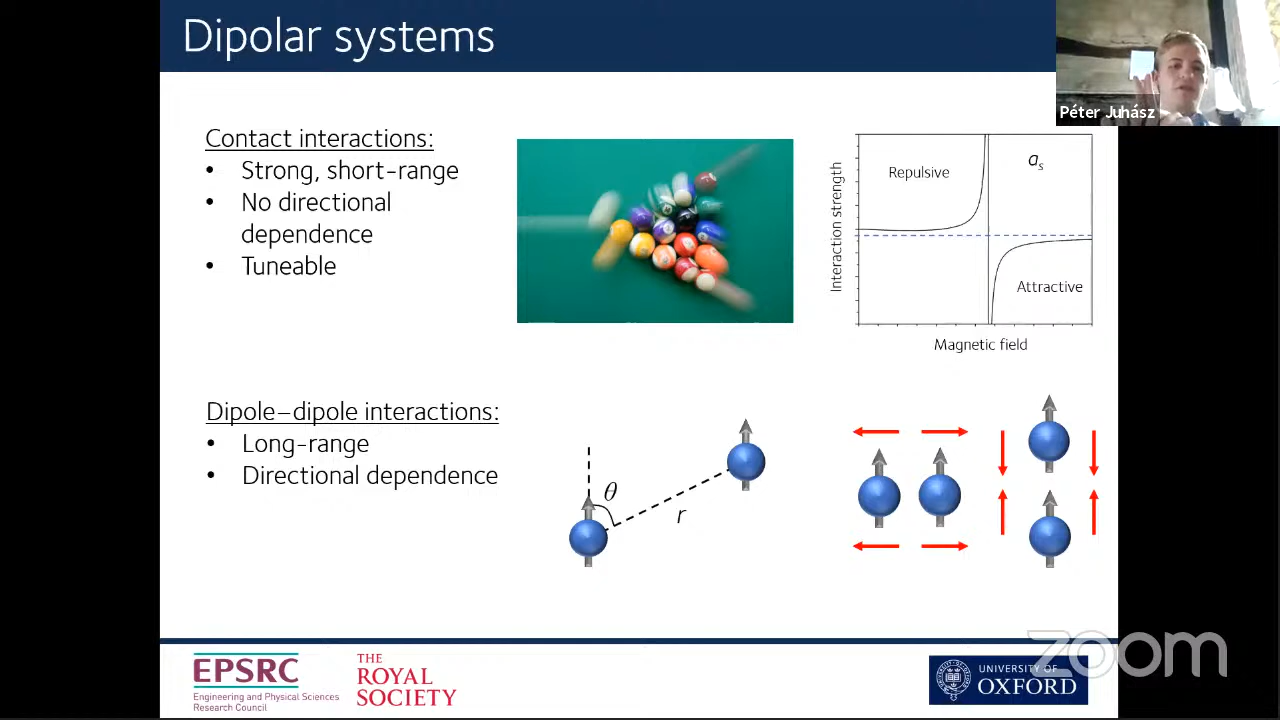 Dipolar systems
Péter Juhász
Contact interactions:
• Strong, short-range
• No directional
dependence
• Tuneable
Repulsive
aₛ
Attractive
Interaction strength
Magnetic field
Dipole–dipole interactions:
• Long-range
• Directional dependence
θ
r
EPSRC
Engineering and Physical Sciences
Research Council
THE
ROYAL
SOCIETY
UNIVERSITY OF
OXFORD
zoom